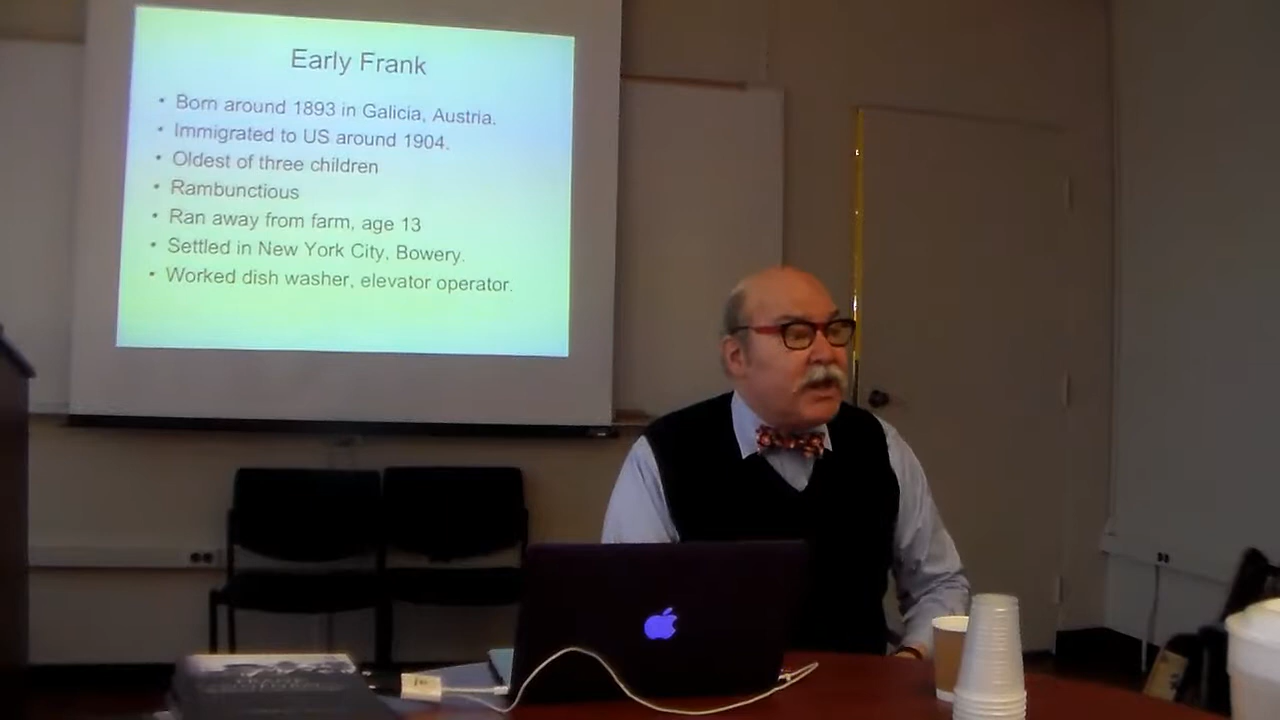 Early Frank
• Born around 1893 in Galicia, Austria.
• Immigrated to US around 1904.
• Oldest of three children
• Rambunctious
• Ran away from farm, age 13
• Settled in New York City, Bowery.
• Worked dish washer, elevator operator.
FRANK